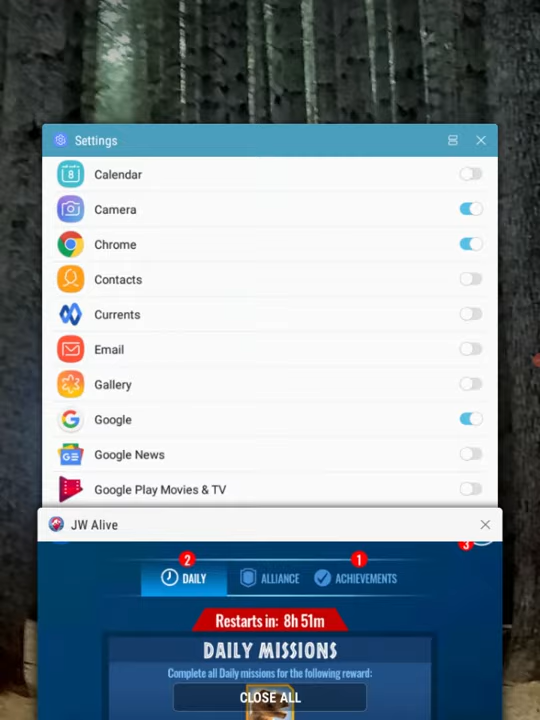 Settings
8
Calendar
Camera
Chrome
Contacts
Currents
Email
Gallery
G Google
GE Google News
Google Play Movies & TV
JW Alive
3
2
1
DAILY
ALLIANCE
ACHIEVEMENTS
Restarts in: 8h 51m
DAILY MISSIONS
Complete all Daily missions for the following reward:
CLOSE ALL